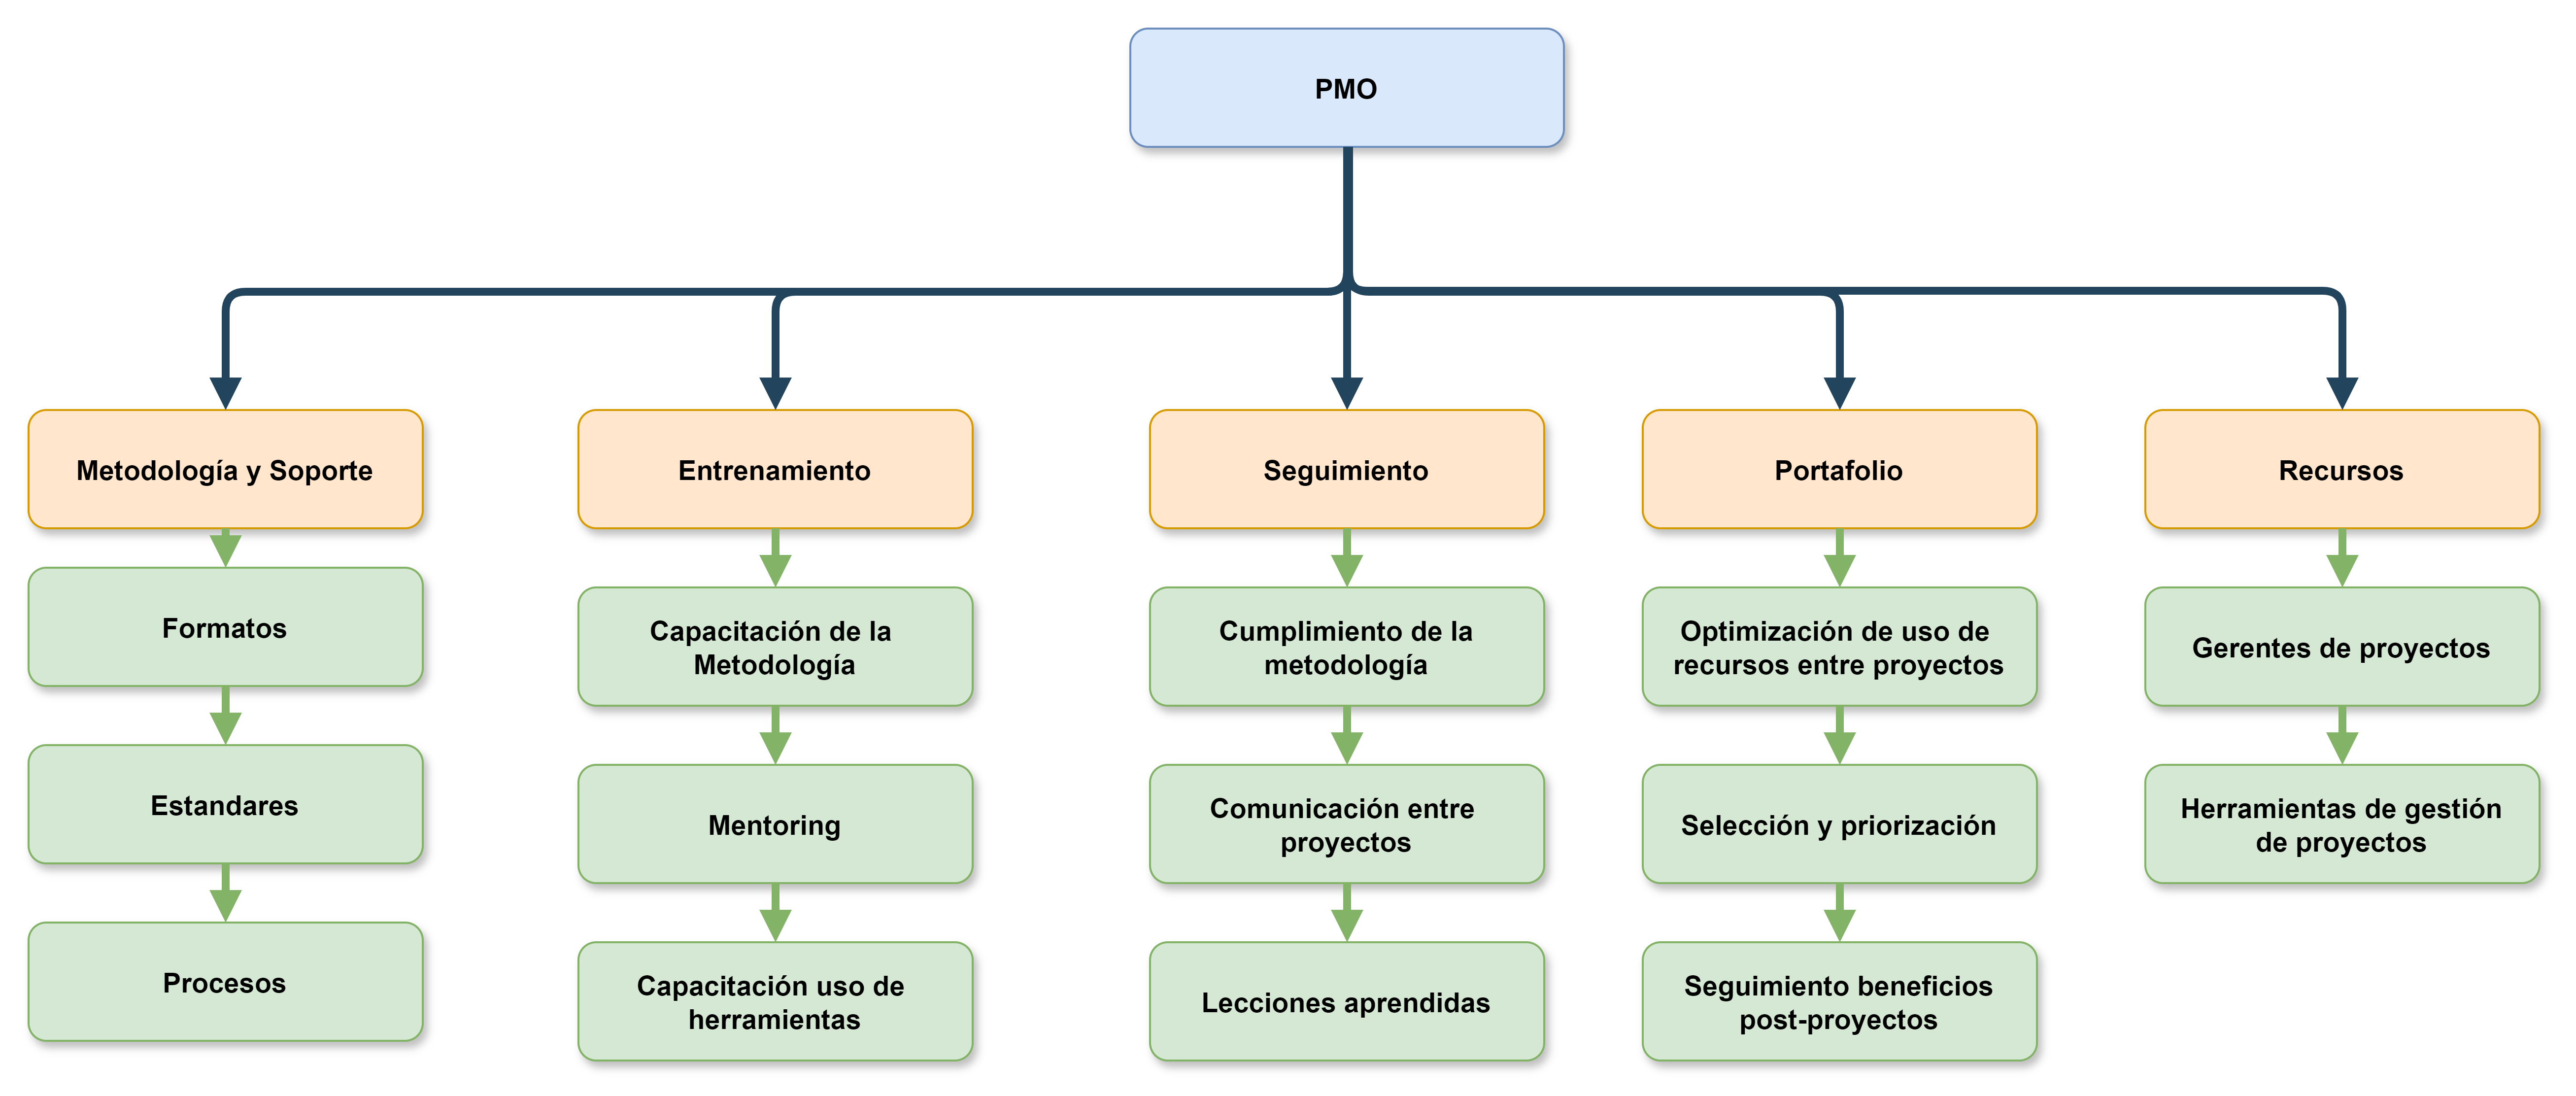 PMO
Metodología y Soporte
Formatos
Estandares
Procesos
Entrenamiento
Capacitación de la
Metodología
Mentoring
Capacitación uso de
herramientas
Seguimiento
Cumplimiento de la
metodología
Comunicación entre
proyectos
Lecciones aprendidas
Portafolio
Optimización de uso de
recursos entre proyectos
Selección y priorización
Seguimiento beneficios
post-proyectos
Recursos
Gerentes de proyectos
Herramientas de gestión
de proyectos